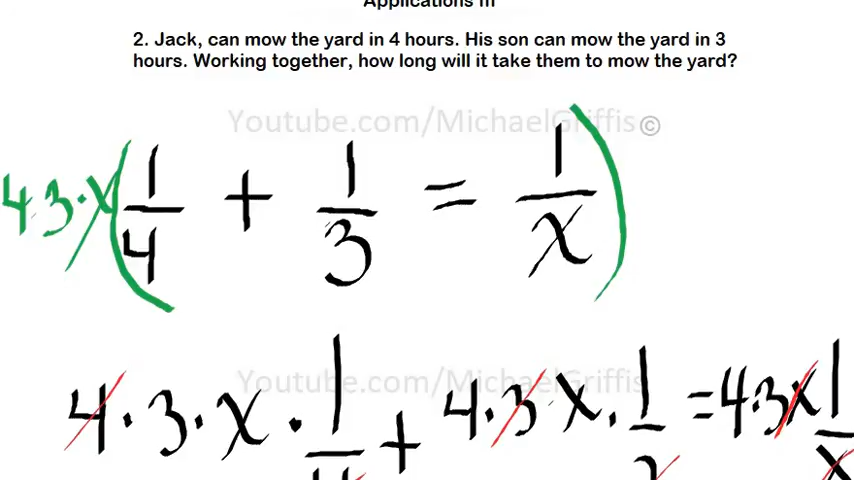 Applications III
2. Jack, can mow the yard in 4 hours. His son can mow the yard in 3
hours. Working together, how long will it take them to mow the yard?
Youtube.com/MichaelGriffis©
4·3·x(1/4 + 1/3 = 1/x)
Youtube.com/MichaelGriffis
4·3·x·1/4 + 4·3x·1/3 = 43x1/x